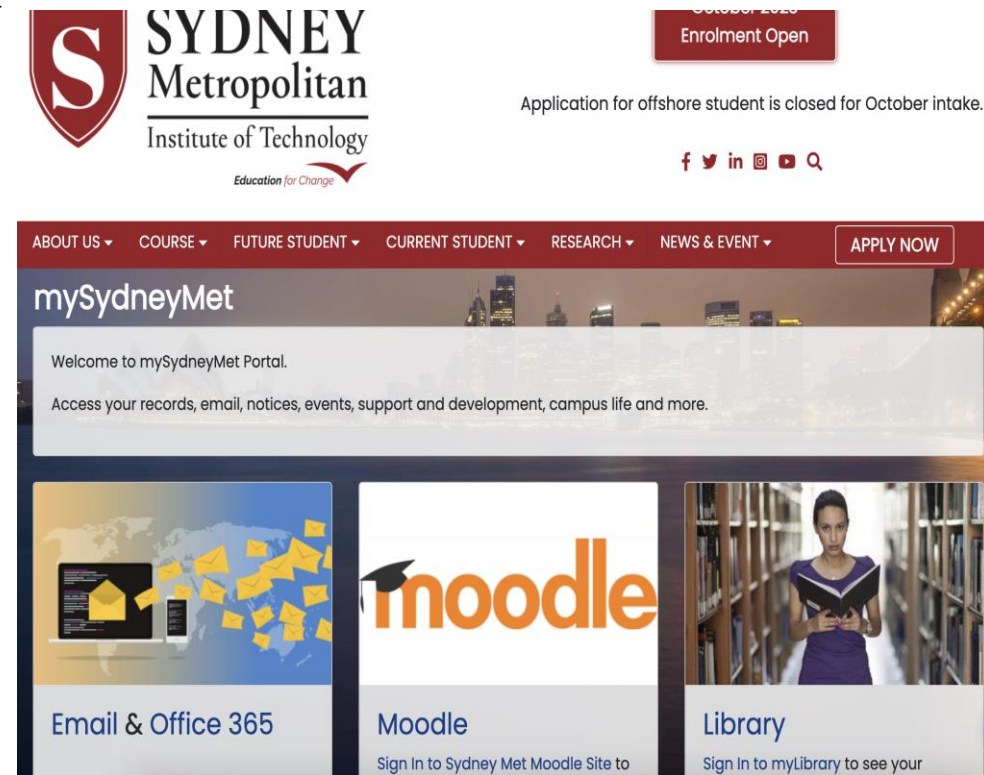 SYDNEY
Metropolitan
Institute of Technology
Education for Change
S
Enrolment Open
Application for offshore student is closed for October intake.
ABOUT US
COURSE
FUTURE STUDENT
CURRENT STUDENT
RESEARCH
NEWS & EVENT
APPLY NOW
mySydneyMet
Welcome to mySydneyMet Portal.
Access your records, email, notices, events, support and development, campus life and more.
moodle
Email & Office 365
Moodle
Sign In to Sydney Met Moodle Site to
Library
Sign In to myLibrary to see your